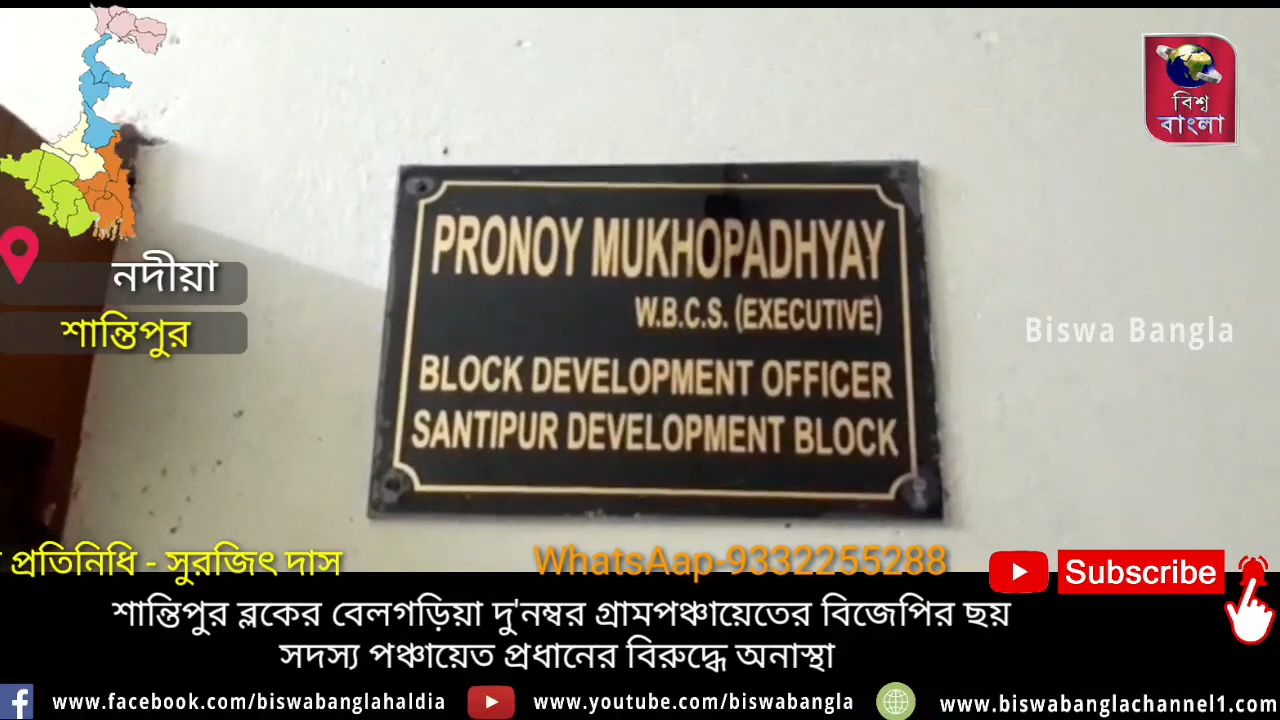 বিশ্ব
বাংলা
নদীয়া
শান্তিপুর
PRONOY MUKHOPADHYAY
W.B.C.S. (EXECUTIVE)
BLOCK DEVELOPMENT OFFICER
SANTIPUR DEVELOPMENT BLOCK
Biswa Bangla
প্রতিনিধি - সুরজিৎ দাস
WhatsAap-9332255288
Subscribe
শান্তিপুর ব্লকের বেলগড়িয়া দু'নম্বর গ্রামপঞ্চায়েতের বিজেপির ছয়
সদস্য পঞ্চায়েত প্রধানের বিরুদ্ধে অনাস্থা
www.facebook.com/biswabanglahaldia
www.youtube.com/biswabangla
www.biswabanglachannel1.com